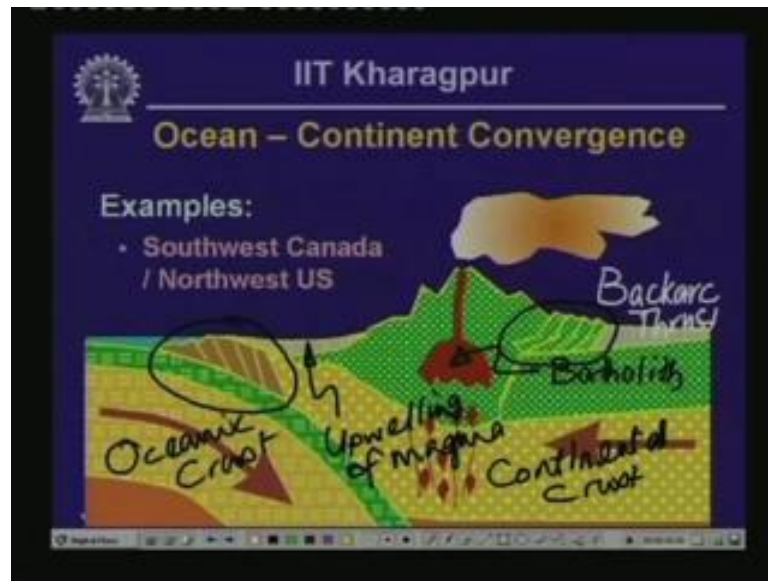 IIT Kharagpur
Ocean – Continent Convergence
Examples:
• Southwest Canada
/ Northwest US
Backarc
Thrust
Batholith
Oceanic
Crust
Upwelling
of magma
Continental
Crust